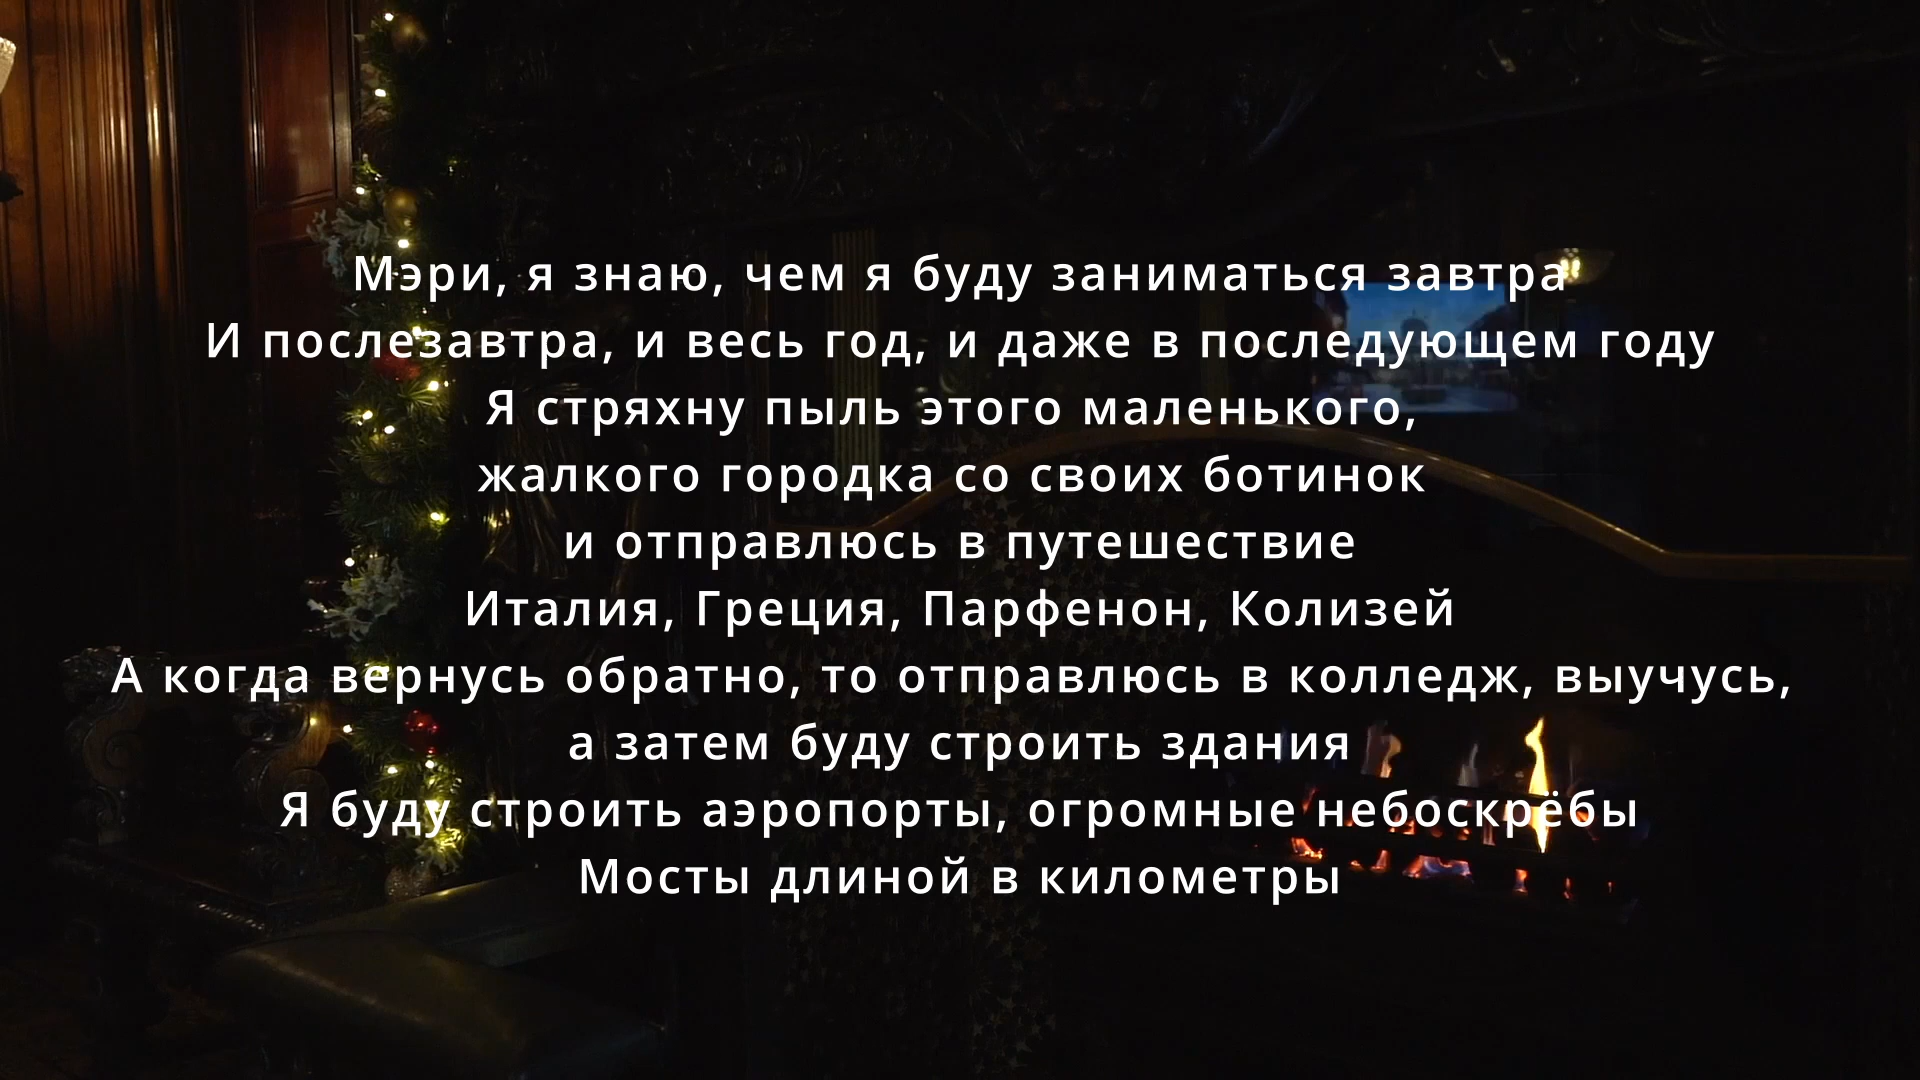 Мэри, я знаю, чем я буду заниматься завтра
И послезавтра, и весь год, и даже в последующем году
Я стряхну пыль этого маленького,
жалкого городка со своих ботинок
и отправлюсь в путешествие
Италия, Греция, Парфенон, Колизей
А когда вернусь обратно, то отправлюсь в колледж, выучусь,
а затем буду строить здания
Я буду строить аэропорты, огромные небоскрёбы
Мосты длиной в километры